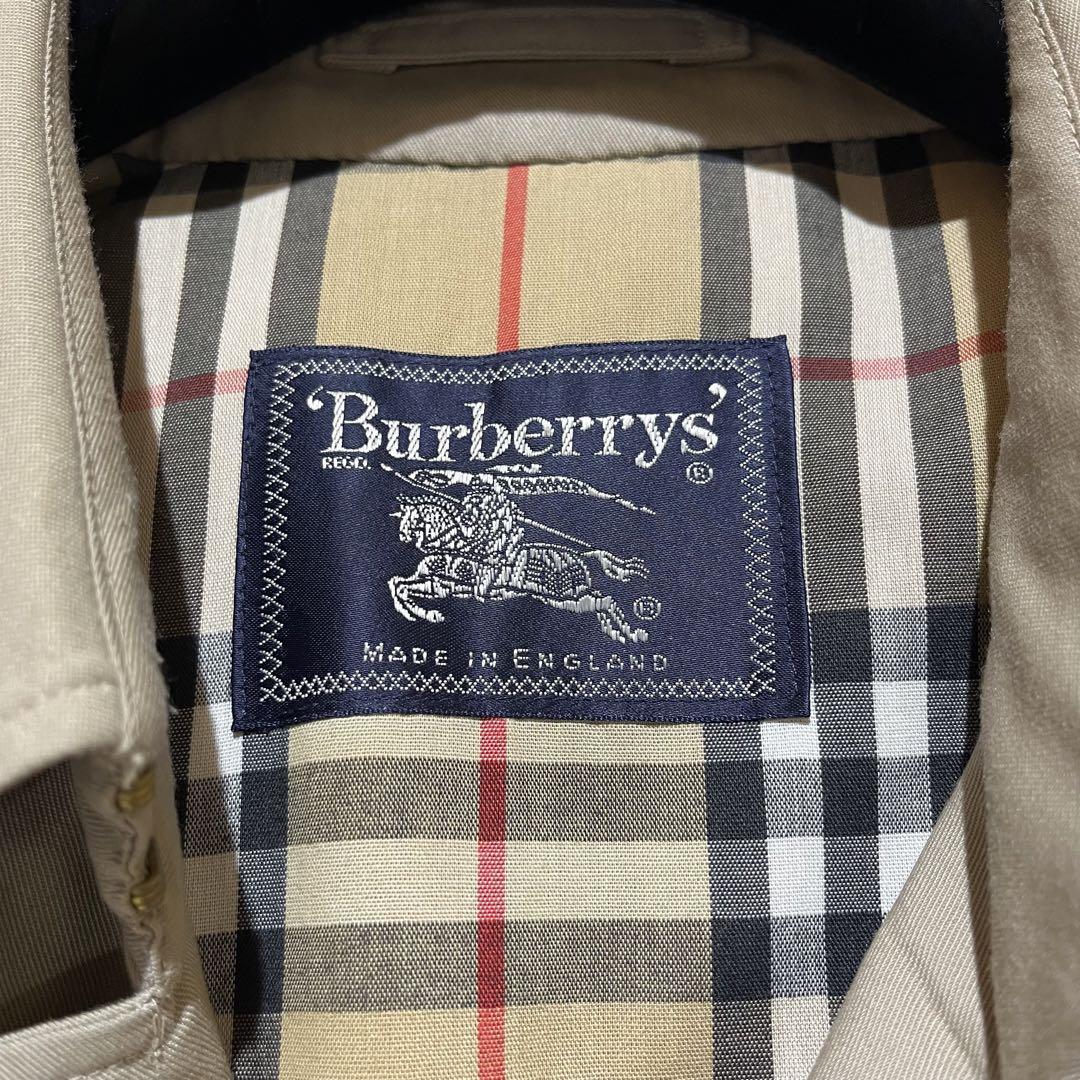 ‘Burberrys’
REGD. ®
®
MADE IN ENGLAND